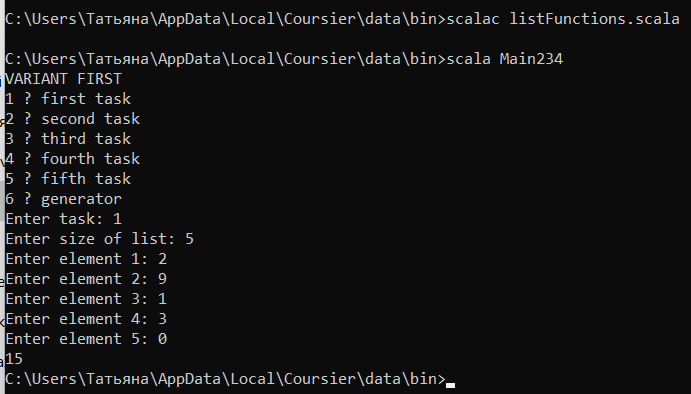 C:\Users\Татьяна\AppData\Local\Coursier\data\bin>scalac listFunctions.scala
C:\Users\Татьяна\AppData\Local\Coursier\data\bin>scala Main234
VARIANT FIRST
1 ? first task
2 ? second task
3 ? third task
4 ? fourth task
5 ? fifth task
6 ? generator
Enter task: 1
Enter size of list: 5
Enter element 1: 2
Enter element 2: 9
Enter element 3: 1
Enter element 4: 3
Enter element 5: 0
15
C:\Users\Татьяна\AppData\Local\Coursier\data\bin>